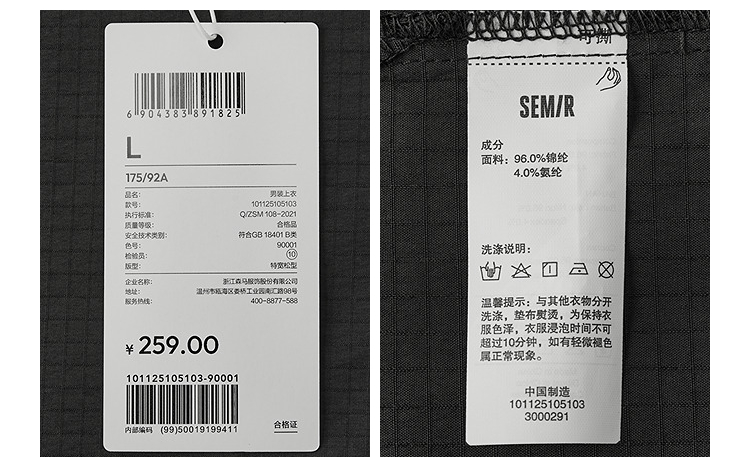 6 904383 891825
L
175/92A
品名: 男装上衣
款号: 101125105103
执行标准: Q/ZSM 108-2021
质量等级: 合格品
安全技术类别: 符合GB 18401 B类
色号: 90001
检验员: 10
版型: 特宽松型
企业名称: 浙江森马服饰股份有限公司
地址: 温州市瓯海区娄桥工业园南汇路98号
服务热线: 400-8877-588
¥ 259.00
101125105103-90001
内部编码 (99)50019199411
合格证
可撕
SEMIR
成分
面料: 96.0%锦纶
4.0%氨纶
洗涤说明:
温馨提示: 与其他衣物分开
洗涤, 垫布熨烫, 为保持衣
服色泽, 衣服浸泡时间不可
超过10分钟, 如有轻微褪色
属正常现象。
中国制造
101125105103
3000291